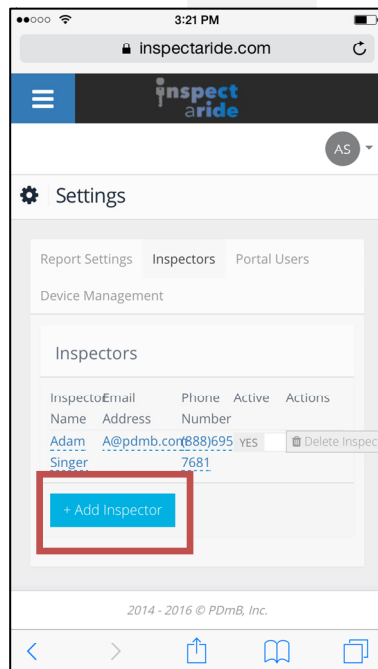 3:21 PM
inspectaride.com
inspect
aride
AS
Settings
Report Settings Inspectors Portal Users
Device Management
Inspectors
Inspector Email Phone Active Actions
Name Address Number
Adam A@pdmb.com (888)695 YES Delete Inspect
Singer 7681
+ Add Inspector
2014 - 2016 © PDmB, Inc.